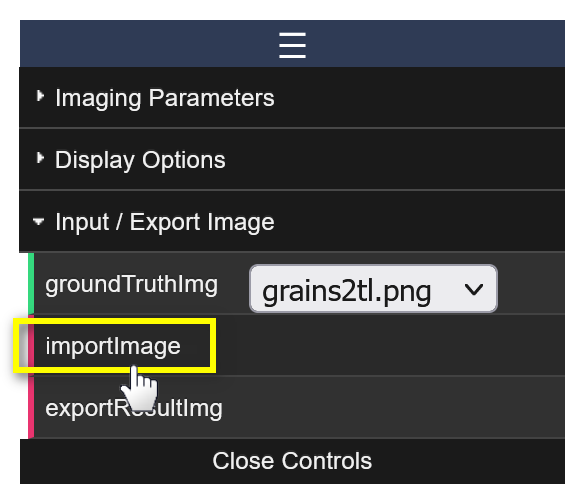 Imaging Parameters
Display Options
Input / Export Image
groundTruthImg grains2tl.png
importImage
exportResultImg
Close Controls